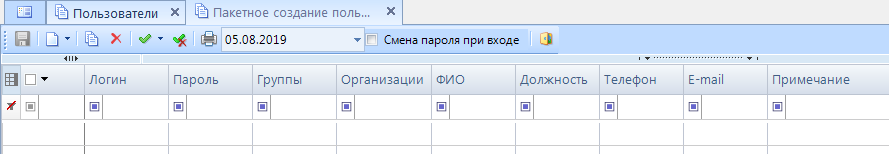 Пользователи Пакетное создание поль...
05.08.2019 Смена пароля при входе
Логин Пароль Группы Организации ФИО Должность Телефон E-mail Примечание